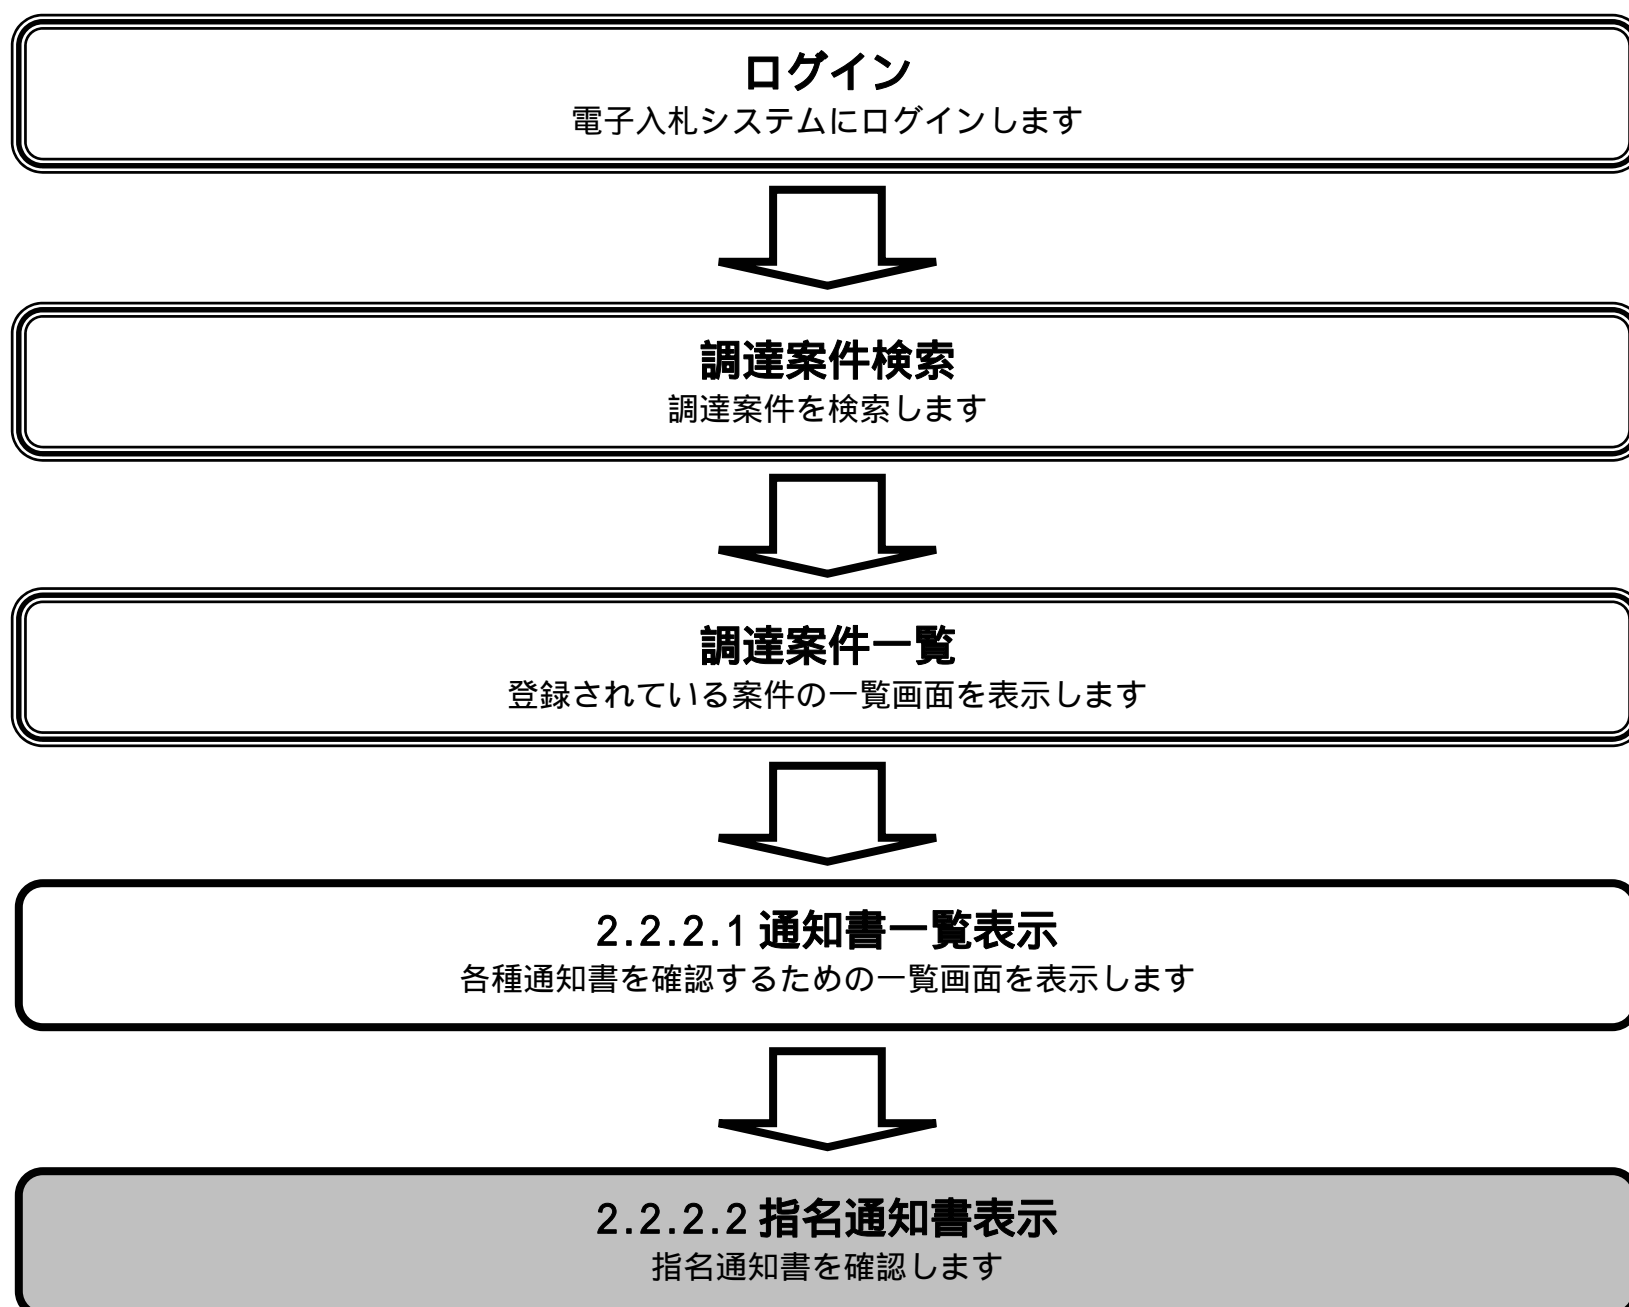 ログイン
電子入札システムにログインします
調達案件検索
調達案件を検索します
調達案件一覧
登録されている案件の一覧画面を表示します
2.2.2.1 通知書一覧表示
各種通知書を確認するための一覧画面を表示します
2.2.2.2 指名通知書表示
指名通知書を確認します